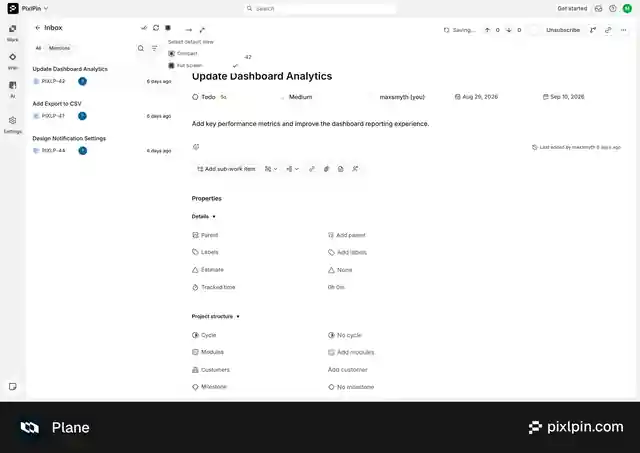 PixlPin
Search
Get started
M
Work
Wiki
AI
Settings
Inbox
All
Mentions
Update Dashboard Analytics
PIXLP-42
6 days ago
Add Export to CSV
PIXLP-41
6 days ago
Design Notification Settings
PIXLP-44
6 days ago
Select default view
Compact
Full screen
42
Saving...
0
0
Unsubscribe
Update Dashboard Analytics
Todo
Medium
maxsmyth (you)
Aug 29, 2026
Sep 10, 2026
Add key performance metrics and improve the dashboard reporting experience.
Last edited by maxsmyth 6 days ago
Add sub-work item
Properties
Details
Parent
Add parent
Labels
Add labels
Estimate
None
Tracked time
0h 0m
Project structure
Cycle
No cycle
Modules
Add modules
Customers
Add customer
Milestone
No milestone
Plane
pixlpin.com